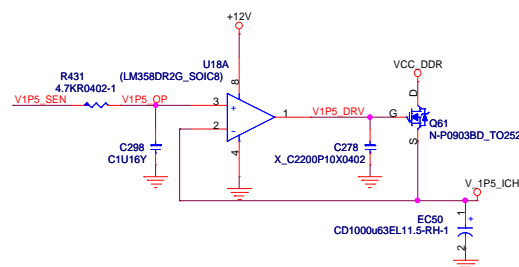 +12V
U18A
(LM358DR2G_SOIC8)
VCC_DDR
R431
4.7KR0402-1
V1P5_SEN
V1P5_OP
8
3
+
1
V1P5_DRV
G
D
2
-
Q61
N-P0903BD_TO252
S
4
C298
C1U16Y
C278
X_C2200P10X0402
V_1P5_ICH
EC50
CD1000u63EL11.5-RH-1
1
+
2